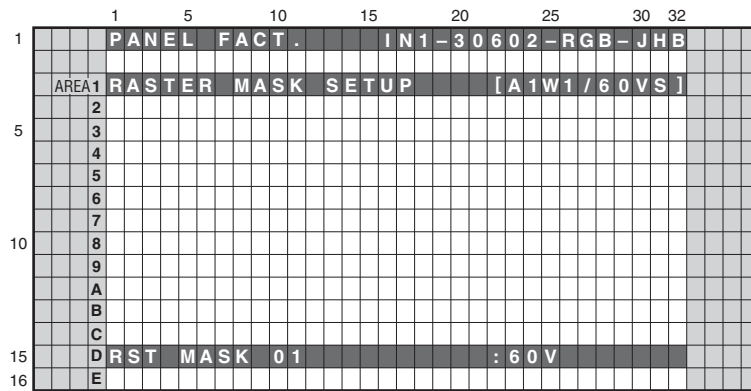 1 5 10 15 20 25 30 32
1 PANEL FACT. IN1-30602-RGB-JHB
AREA 1 RASTER MASK SETUP [A1W1/60VS]
2
5 3
4
5
6
7
10 8
9
A
B
C
15 D RST MASK 01 :60V
16 E